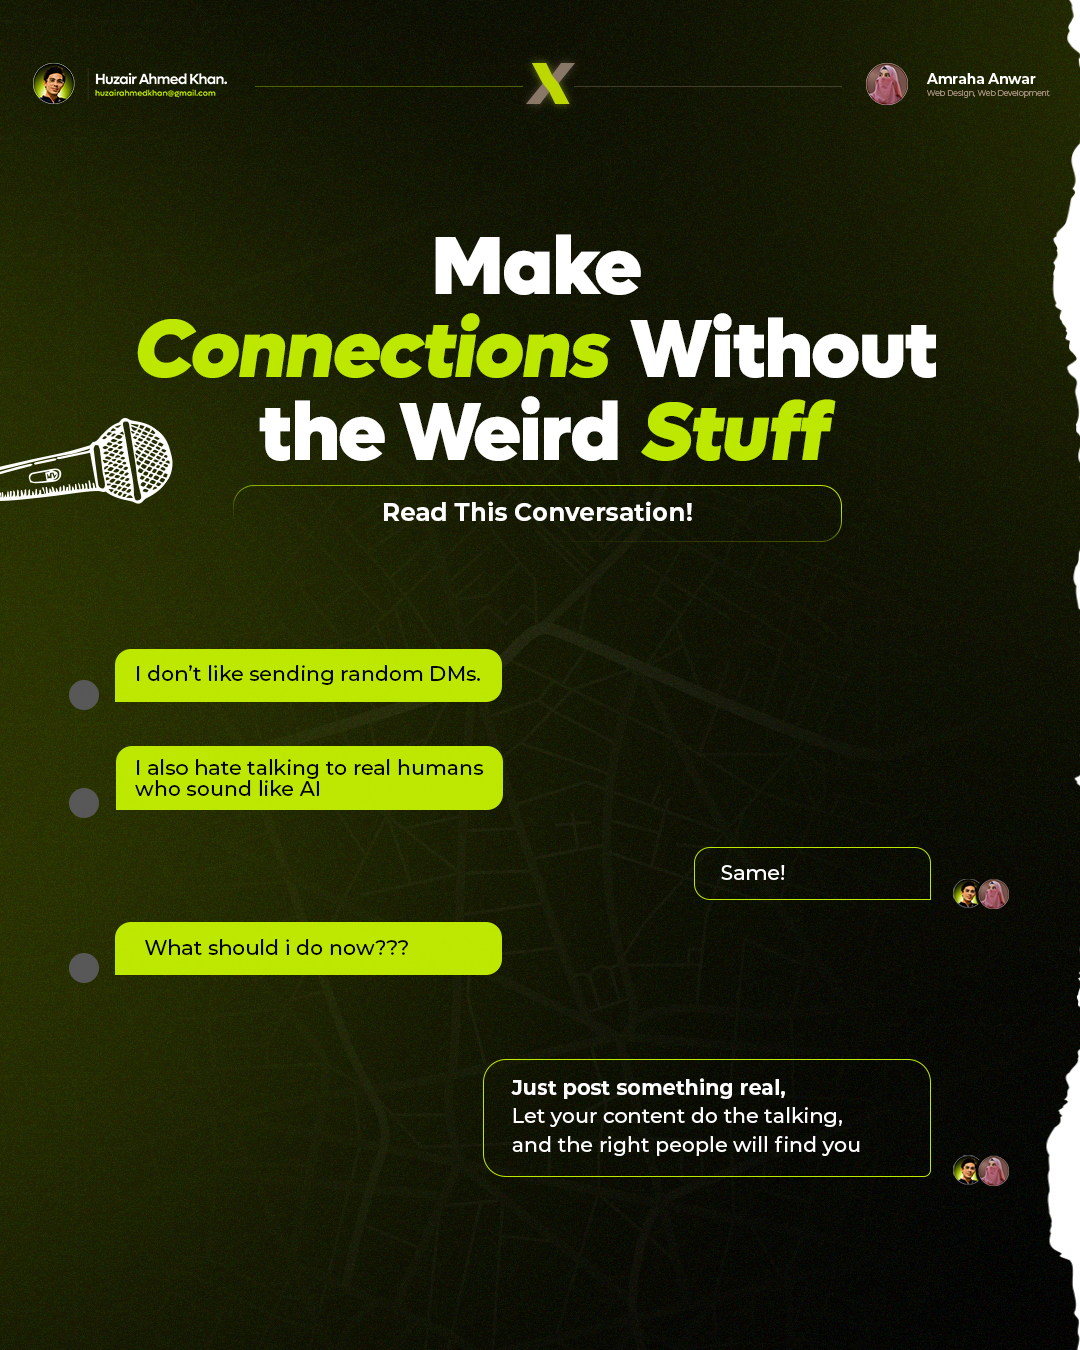 Huzair Ahmed Khan.
huzairahmedkhan@gmail.com
X
Amraha Anwar
Web Design, Web Development
Make
Connections Without
the Weird Stuff
Read This Conversation!
I don’t like sending random DMs.
I also hate talking to real humans
who sound like AI
Same!
What should i do now???
Just post something real,
Let your content do the talking,
and the right people will find you